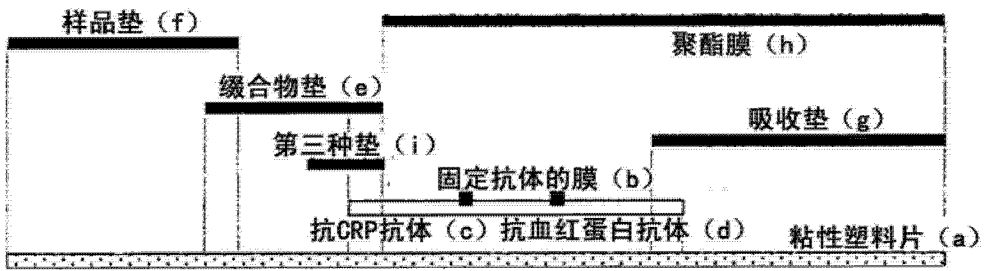 样品垫（f）
聚酯膜（h）
缀合物垫（e）
吸收垫（g）
第三种垫（i）
固定抗体的膜（b）
抗CRP抗体（c）抗血红蛋白抗体（d）
粘性塑料片（a）